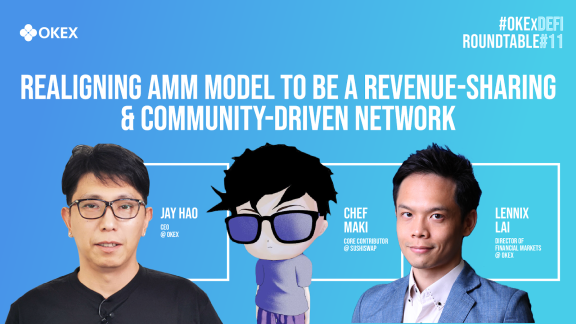 OKEX
#OKExDEFI
ROUNDTABLE#11
REALIGNING AMM MODEL TO BE A REVENUE-SHARING
& COMMUNITY-DRIVEN NETWORK
JAY HAO
CEO
@ OKEX
CHEF
MAKI
CORE CONTRIBUTOR
@ SUSHISWAP
LENNIX
LAI
DIRECTOR OF
FINANCIAL MARKETS
@ OKEX